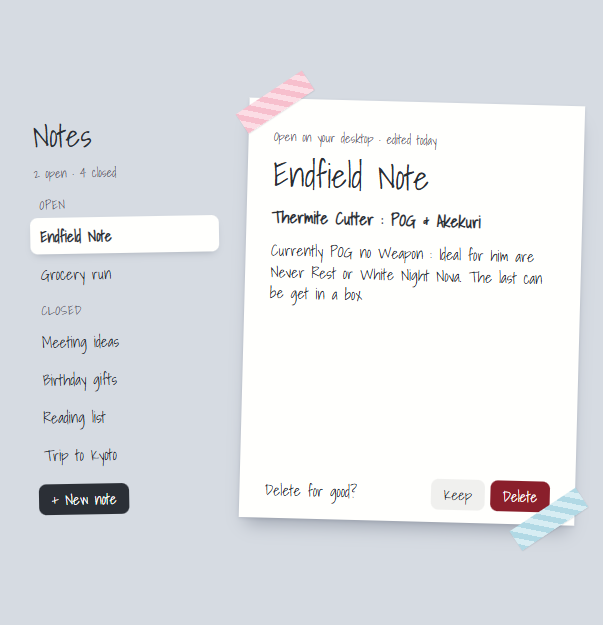 Notes
2 open · 4 closed
OPEN
Endfield Note
Grocery run
CLOSED
Meeting ideas
Birthday gifts
Reading list
Trip to Kyoto
+ New note
Open on your desktop · edited today
Endfield Note
Thermite Cutter : POG & Akekuri
Currently POG no Weapon : Ideal for him are
Never Rest or White Night Nova. The last can
be get in a box
Delete for good?
Keep
Delete